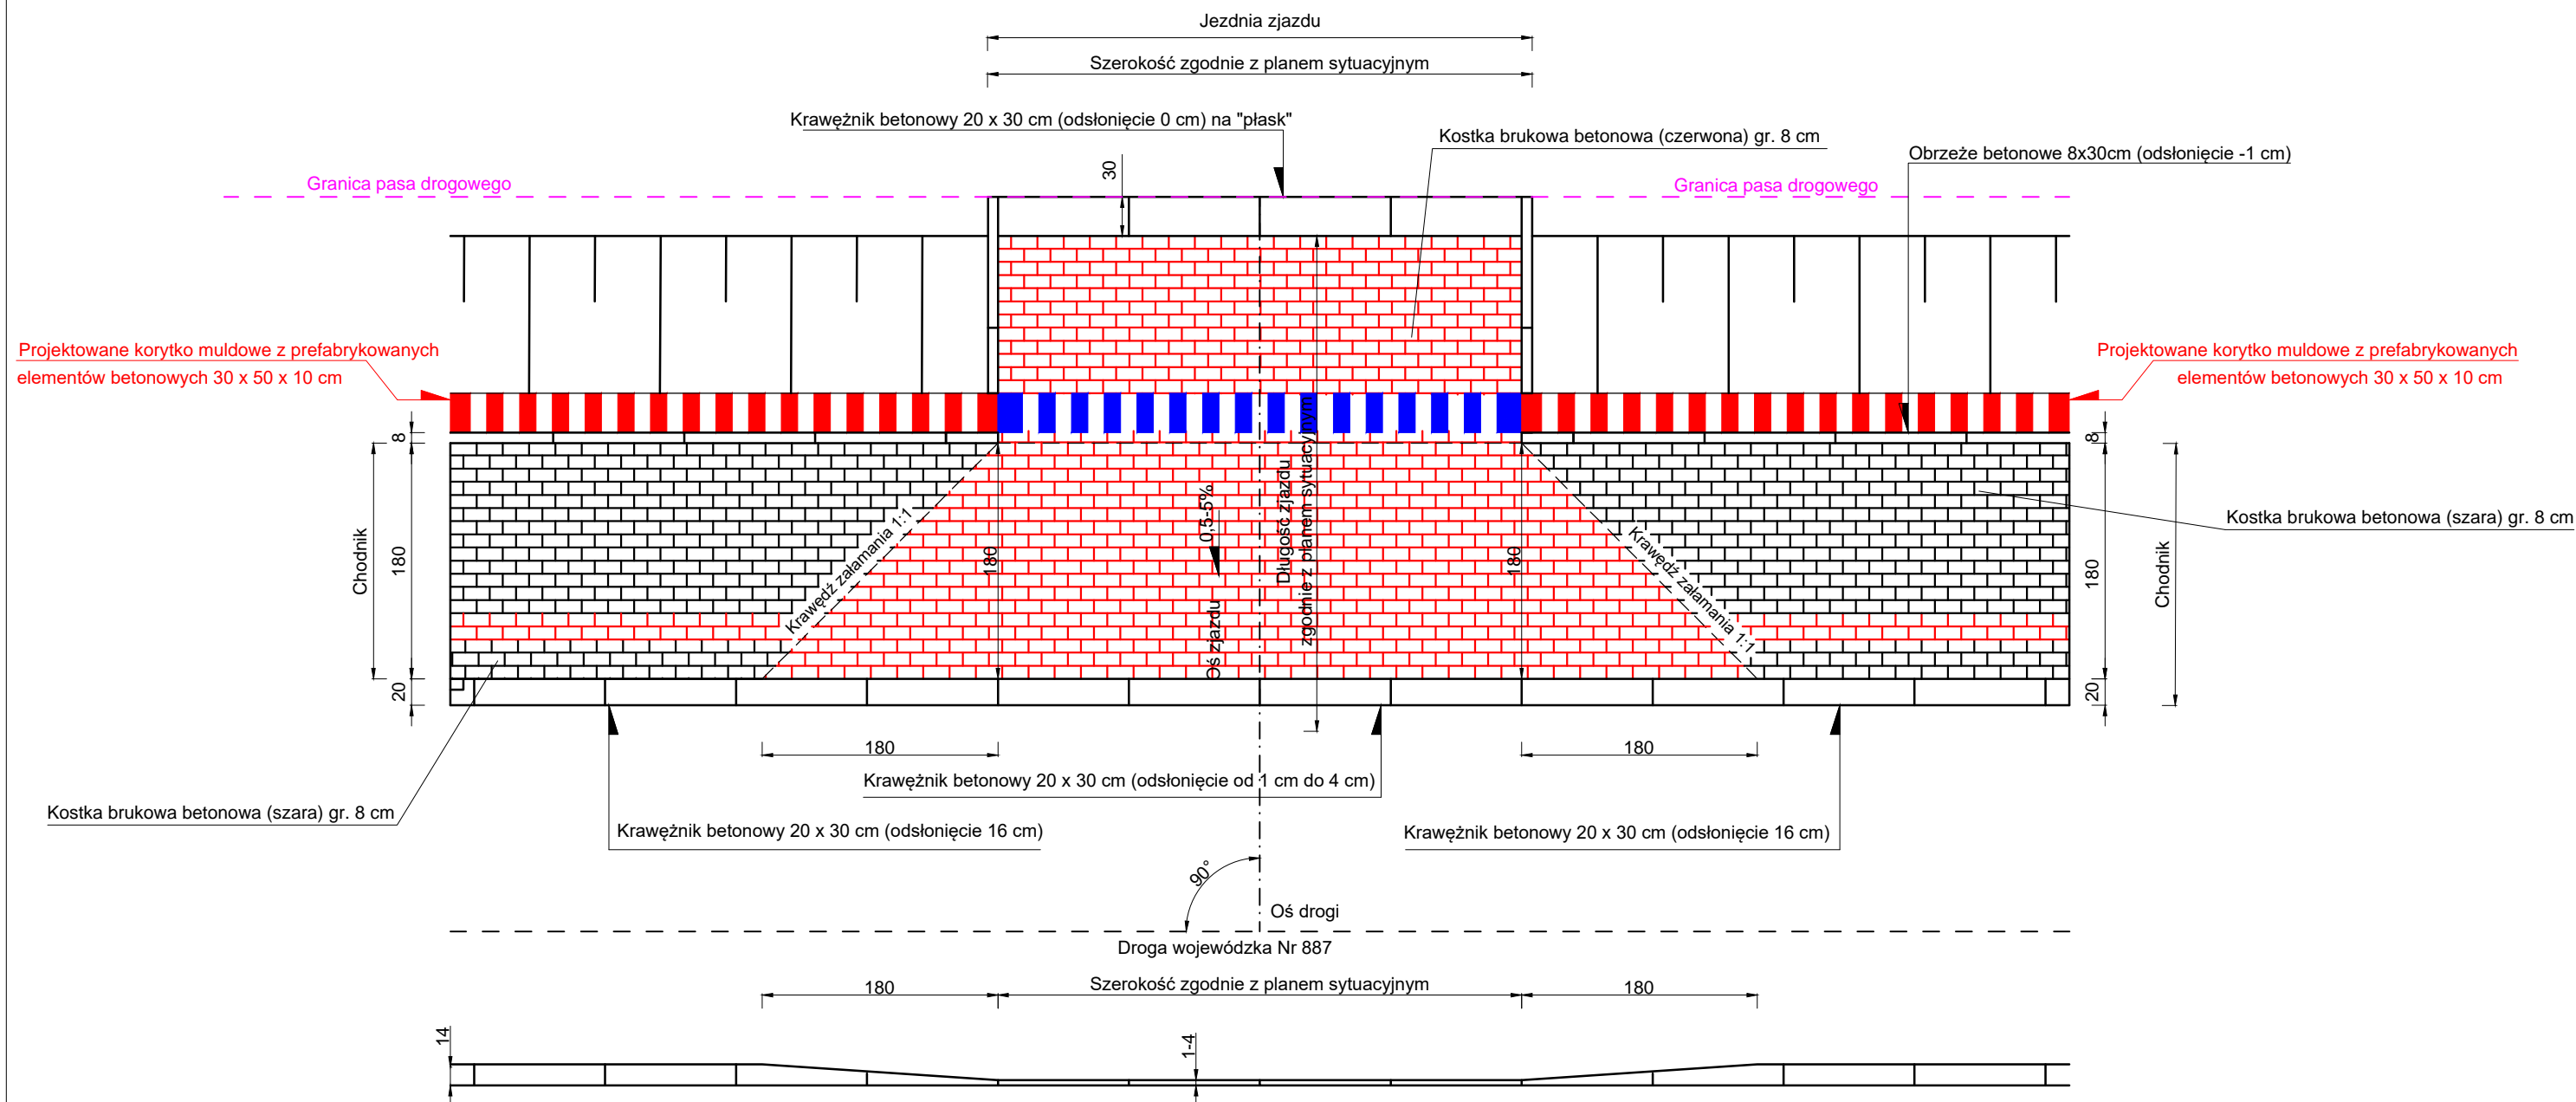 Jezdnia zjazdu
Szerokość zgodnie z planem sytuacyjnym
Krawężnik betonowy 20 x 30 cm (odsłonięcie 0 cm) na "płask"
Kostka brukowa betonowa (czerwona) gr. 8 cm
Obrzeże betonowe 8x30cm (odsłonięcie -1 cm)
30
Granica pasa drogowego
Granica pasa drogowego
Projektowane korytko muldowe z prefabrykowanych
elementów betonowych 30 x 50 x 10 cm
Projektowane korytko muldowe z prefabrykowanych
elementów betonowych 30 x 50 x 10 cm
8
8
Chodnik
180
20
Krawędź załamania 1:1
180
0,5-5%
Oś zjazdu
Długość zjazdu
zgodnie z planem sytuacyjnym
180
Krawędź załamania 1:1
180
20
Chodnik
Kostka brukowa betonowa (szara) gr. 8 cm
180
180
Krawężnik betonowy 20 x 30 cm (odsłonięcie od 1 cm do 4 cm)
Kostka brukowa betonowa (szara) gr. 8 cm
Krawężnik betonowy 20 x 30 cm (odsłonięcie 16 cm)
Krawężnik betonowy 20 x 30 cm (odsłonięcie 16 cm)
90°
Oś drogi
Droga wojewódzka Nr 887
180
Szerokość zgodnie z planem sytuacyjnym
180
14
1-4